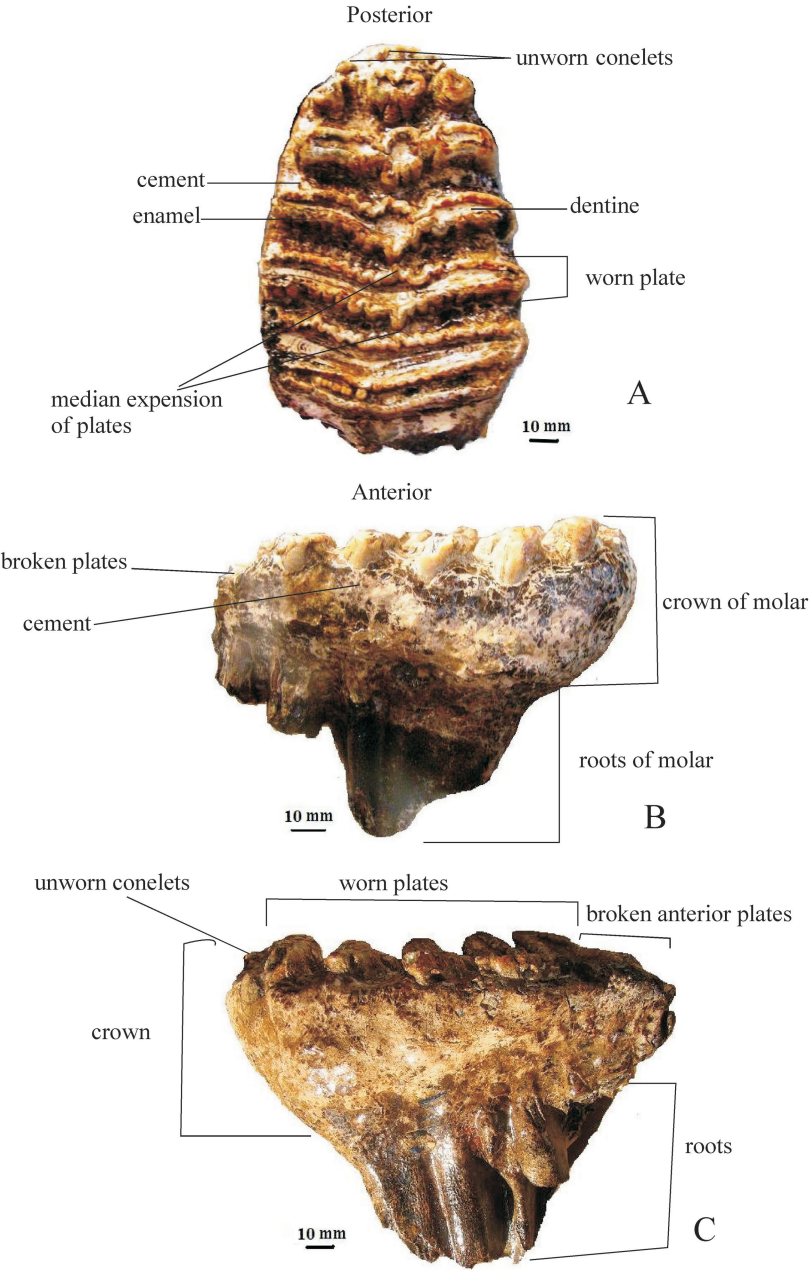 Posterior
unworn conelets
cement
enamel
dentine
worn plate
median expension
of plates
A
10 mm
Anterior
broken plates
cement
crown of molar
roots of molar
10 mm
B
unworn conelets
worn plates
broken anterior plates
crown
roots
10 mm
C